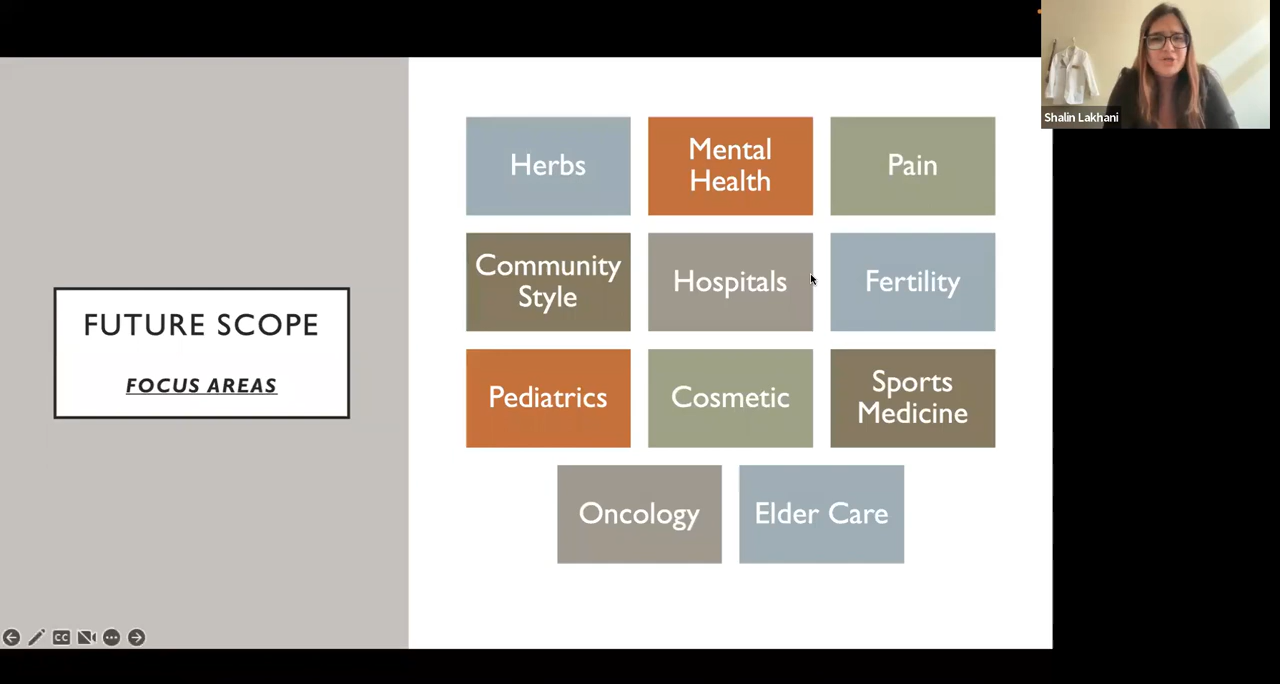 Shalin Lakhani
FUTURE SCOPE
FOCUS AREAS
Herbs
Mental
Health
Pain
Community
Style
Hospitals
Fertility
Pediatrics
Cosmetic
Sports
Medicine
Oncology
Elder Care
CC